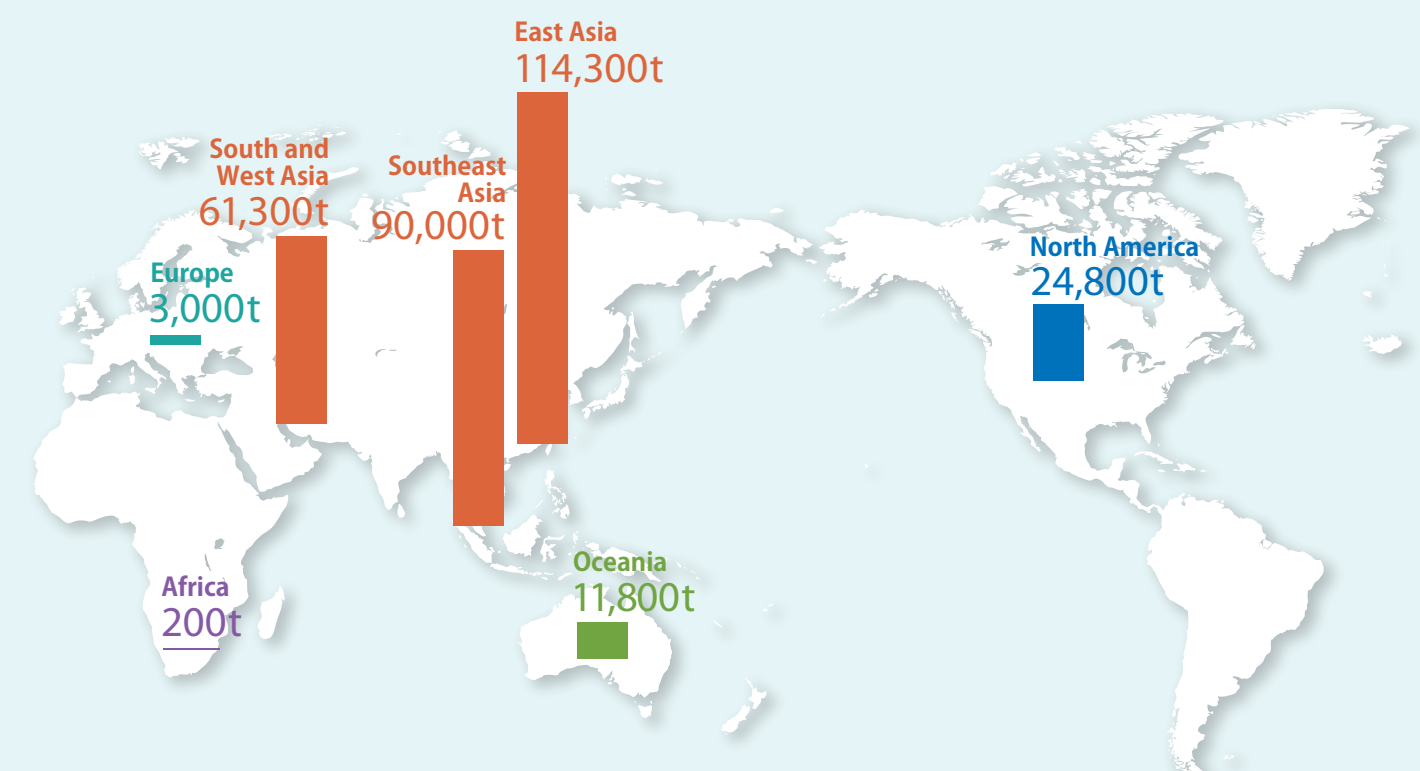 East Asia
114,300t
South and
West Asia
61,300t
Southeast
Asia
90,000t
Europe
3,000t
North America
24,800t
Oceania
11,800t
Africa
200t